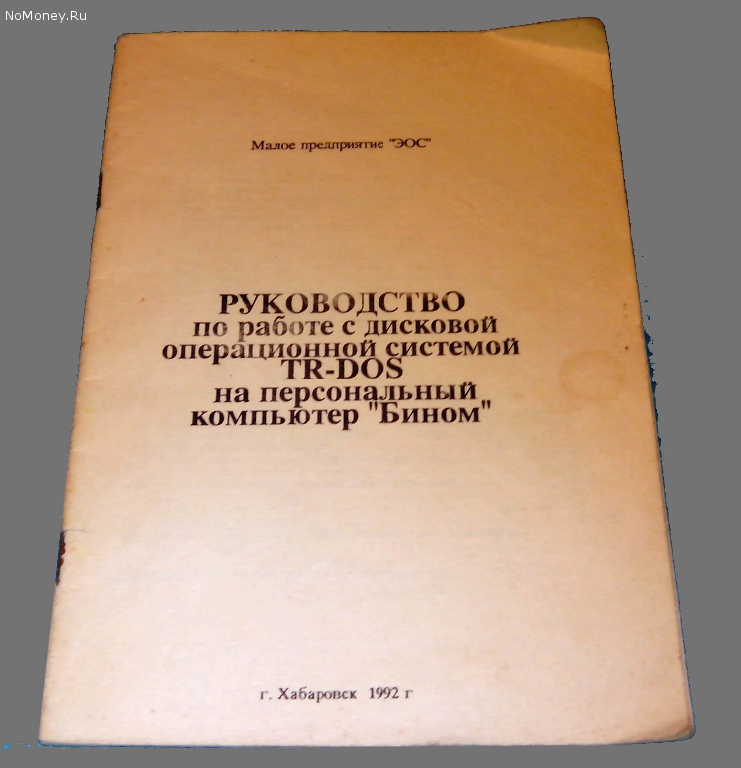 NoMoney.Ru
Малое предприятие "ЭОС"
РУКОВОДСТВО
по работе с дисковой
операционной системой
TR-DOS
на персональный
компьютер "Бином"
г. Хабаровск 1992 г